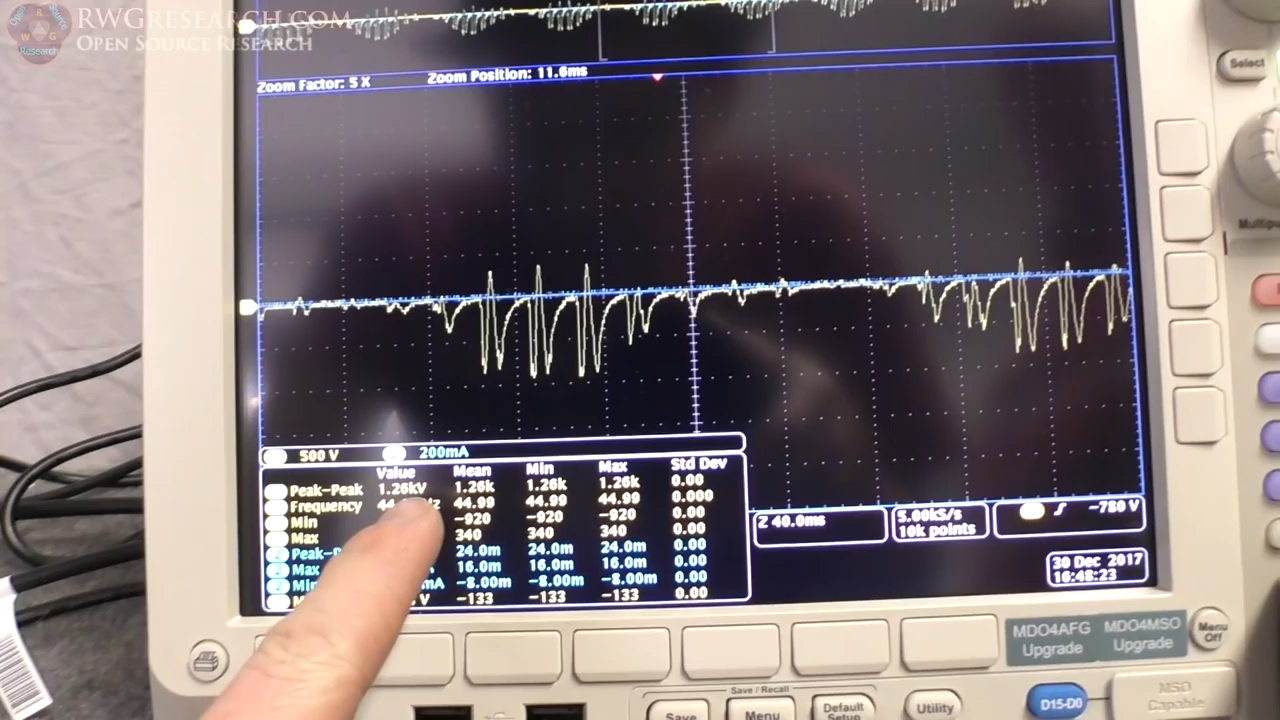 RWGRESEARCH.COM
OPEN SOURCE RESEARCH
R
W G
Research
Zoom Factor: 5 X Zoom Position: 11.6ms
Select
500 V 200mA
Value Mean Min Max Std Dev
Peak-Peak 1.26kV 1.26k 1.26k 1.26k 0.00
Frequency 44.99 44.99 44.99 0.000
Min -920 -920 -920 0.00
Max 340 340 340 0.00
Peak- 24.0m 24.0m 24.0m 0.00
Max 16.0m 16.0m 16.0m 0.00
Min mA -8.00m -8.00m -8.00m 0.00
V -133 -133 -133 0.00
Z 40.0ms
5.00kS/s
10k points
-780 V
30 Dec 2017
16:48:23
MDO4AFG
Upgrade
MDO4MSO
Upgrade
Menu
Off
Save / Recall
Save
Menu
Default
Setup
Utility
D15-D0
MSO
Capable